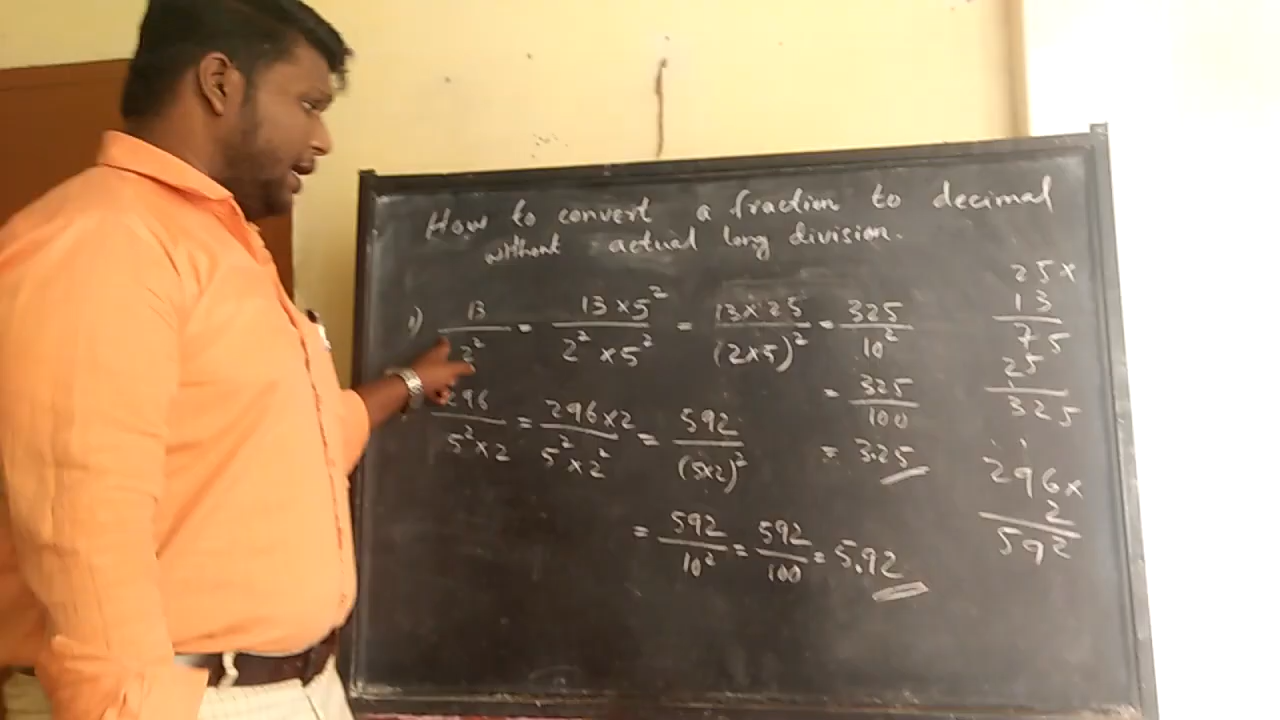 How to convert a fraction to decimal
without actual long division.
1) 13/2² = 13×5²/2²×5² = 13×25/(2×5)² = 325/10²
= 325/100
= 3.25
296/5²×2 = 296×2/5²×2² = 592/(5×2)²
= 592/10² = 592/100 = 5.92
25×
13
75
25
325
296×
2
592